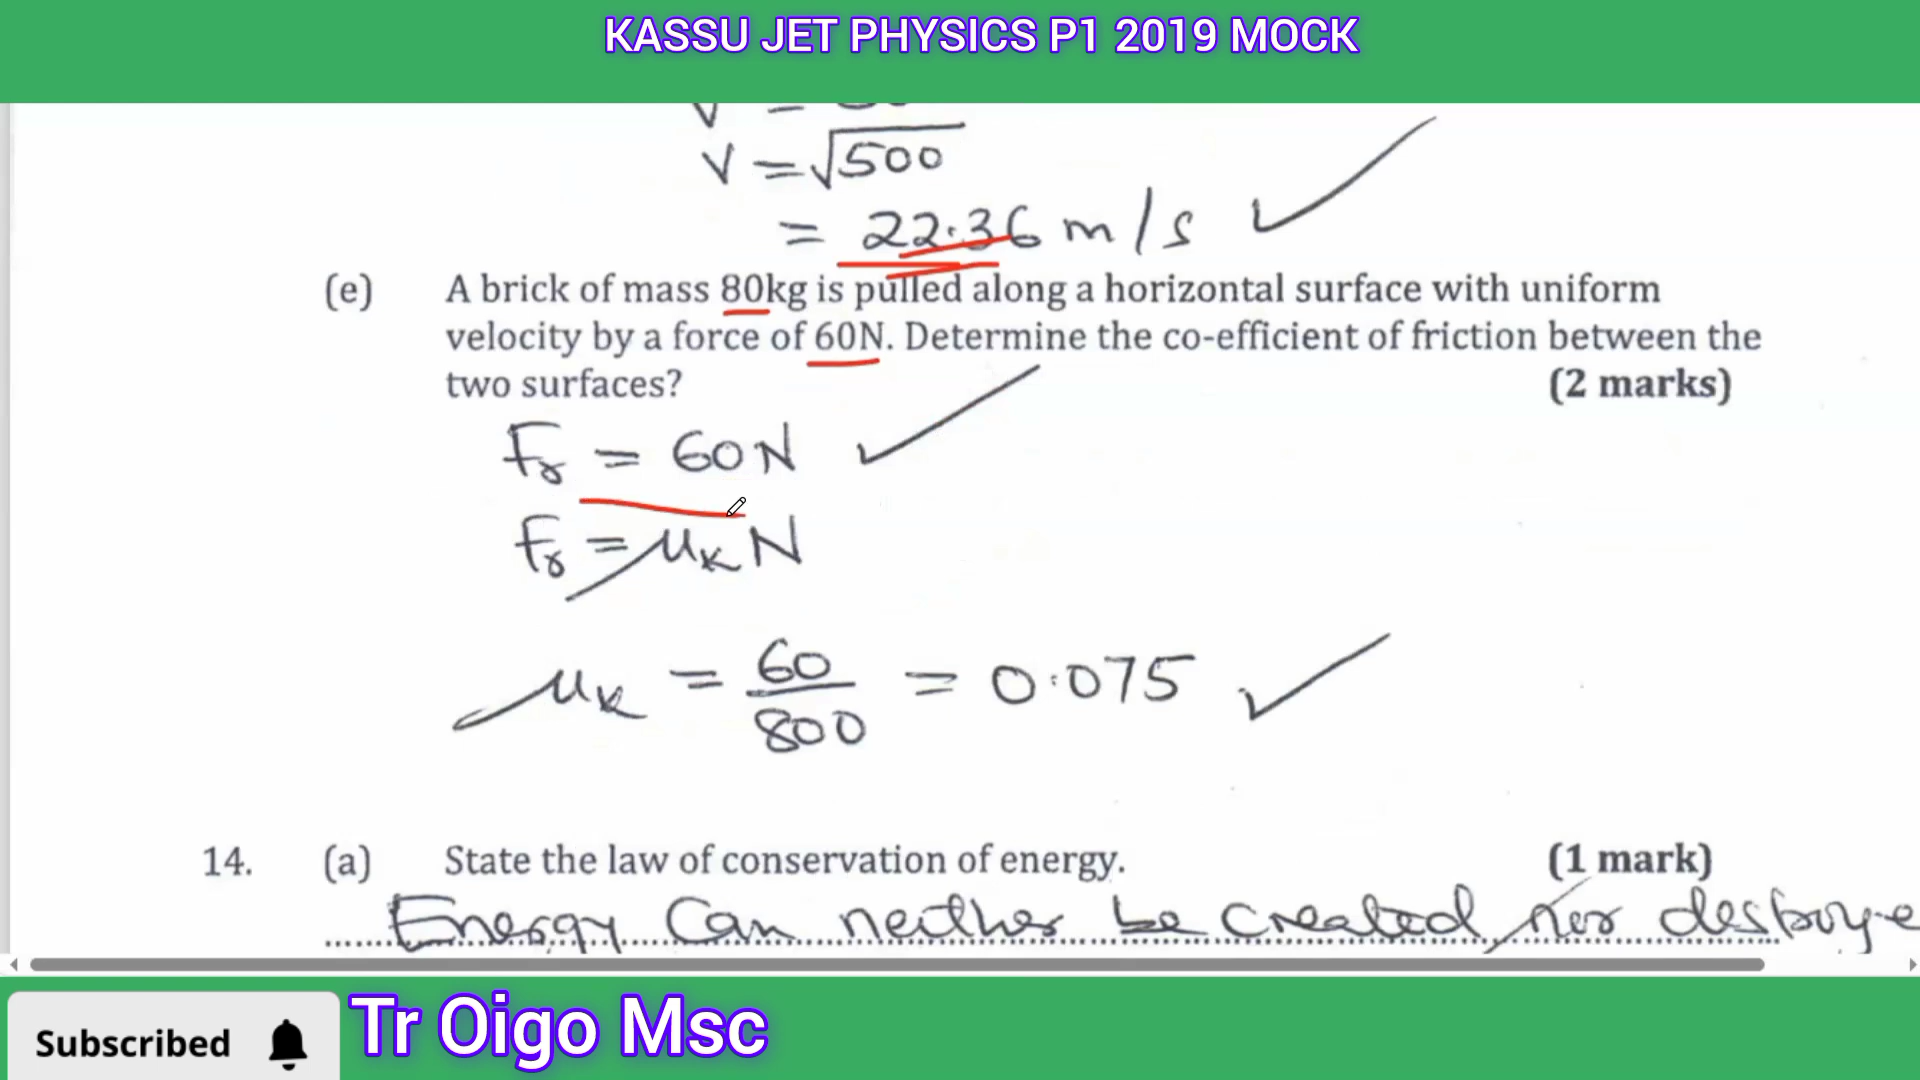 KASSU JET PHYSICS P1 2019 MOCK
V = √500
= 22.36 m/s
(e) A brick of mass 80kg is pulled along a horizontal surface with uniform
velocity by a force of 60N. Determine the co-efficient of friction between the
two surfaces? (2 marks)
Fr = 60N
Fr = μK N
μK = 60/800 = 0.075
14. (a) State the law of conservation of energy. (1 mark)
Energy Can neither be created nor destroye
Subscribed
Tr Oigo Msc